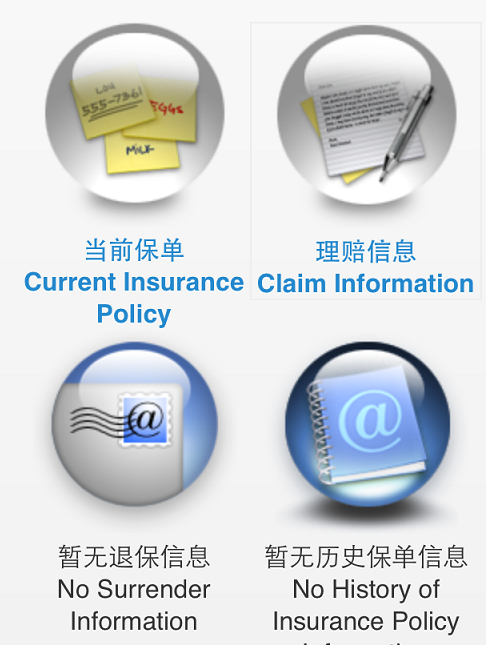 LOU
555-7361
EGGS
MILK
当前保单
Current Insurance
Policy
理赔信息
Claim Information
@
@
暂无退保信息
No Surrender
Information
暂无历史保单信息
No History of
Insurance Policy